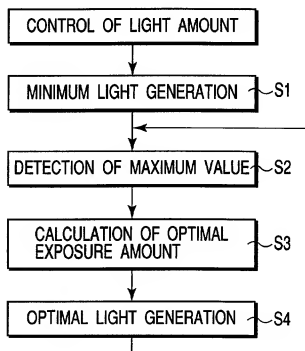 CONTROL OF LIGHT AMOUNT
MINIMUM LIGHT GENERATION S1
DETECTION OF MAXIMUM VALUE S2
CALCULATION OF OPTIMAL
EXPOSURE AMOUNT S3
OPTIMAL LIGHT GENERATION S4